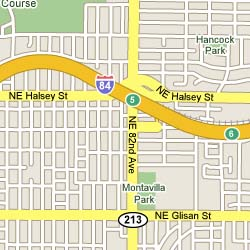 Course
Hancock
Park
84
NE Halsey St
5
NE Halsey St
6
NE 82nd Ave
Montavilla
Park
213
NE Glisan St